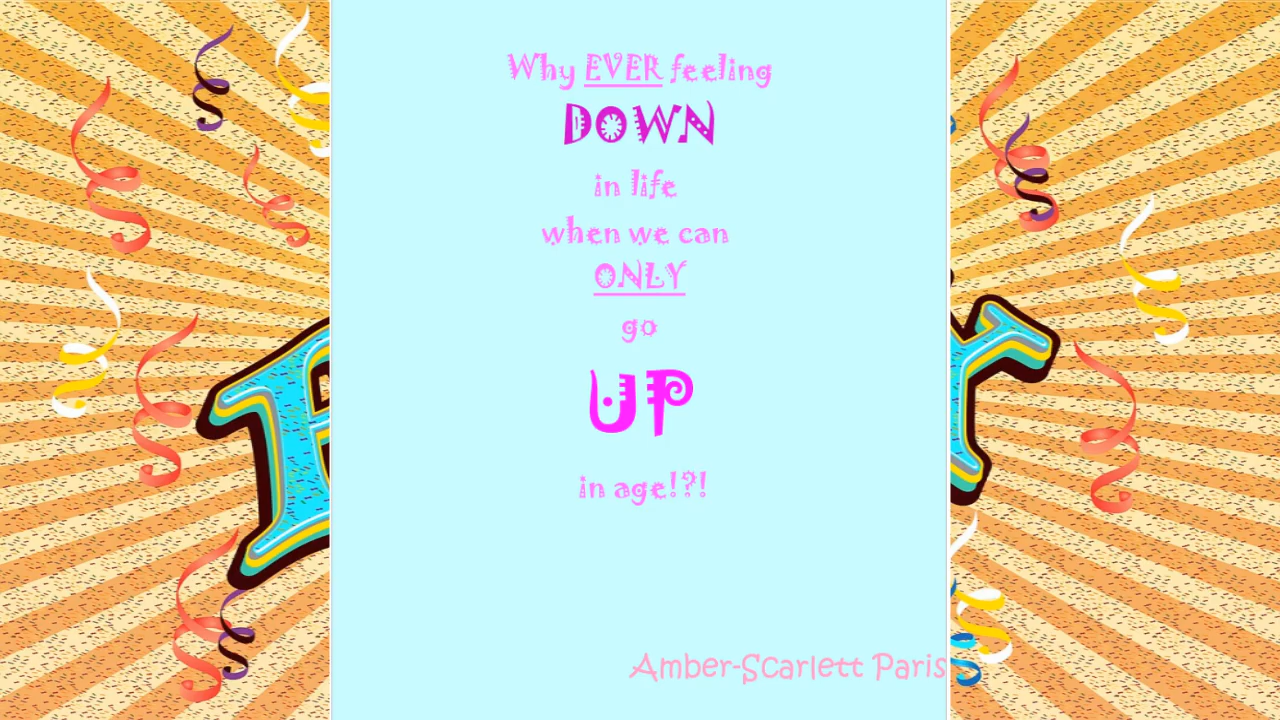 Why EVER feeling
DOWN
in life
when we can
ONLY
go
UP
in age!?!
Amber-Scarlett Paris